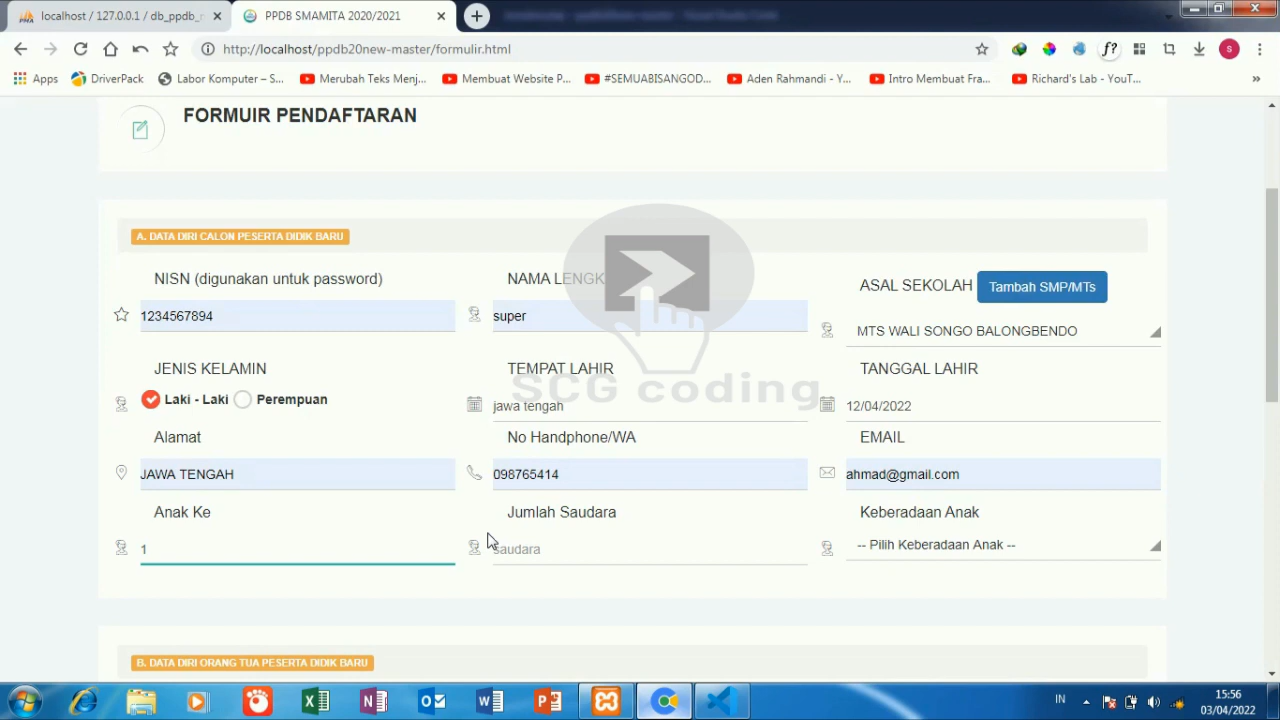 localhost / 127.0.0.1 / db_ppdb_r
PPDB SMAMITA 2020/2021
http://localhost/ppdb20new-master/formulir.html
f?
s
Apps
DriverPack
Labor Komputer – S...
Merubah Teks Menj...
Membuat Website P...
#SEMUABISANGOD...
Aden Rahmandi - Y...
Intro Membuat Fra...
Richard's Lab - YouT...
FORMUIR PENDAFTARAN
A. DATA DIRI CALON PESERTA DIDIK BARU
NISN (digunakan untuk password)
NAMA LENGK
ASAL SEKOLAH
Tambah SMP/MTs
1234567894
super
MTS WALI SONGO BALONGBENDO
JENIS KELAMIN
TEMPAT LAHIR
TANGGAL LAHIR
SCG coding
Laki - Laki
Perempuan
jawa tengah
12/04/2022
Alamat
No Handphone/WA
EMAIL
JAWA TENGAH
098765414
ahmad@gmail.com
Anak Ke
Jumlah Saudara
Keberadaan Anak
1
saudara
-- Pilih Keberadaan Anak --
B. DATA DIRI ORANG TUA PESERTA DIDIK BARU
IN
15:56
03/04/2022